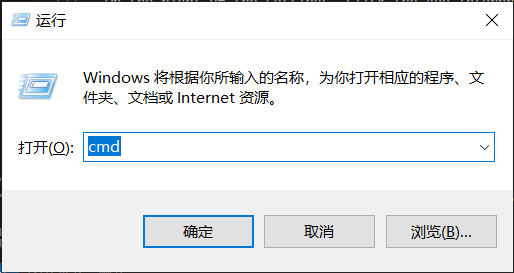 运行
Windows 将根据你所输入的名称，为你打开相应的程序、文
件夹、文档或 Internet 资源。
打开(O): cmd
确定 取消 浏览(B)...